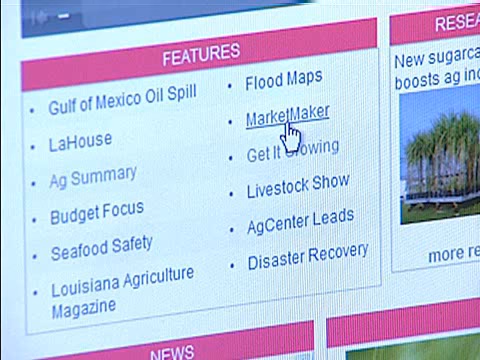 FEATURES
Gulf of Mexico Oil Spill
LaHouse
Ag Summary
Budget Focus
Seafood Safety
Louisiana Agriculture
Magazine
Flood Maps
MarketMaker
Get It Growing
Livestock Show
AgCenter Leads
Disaster Recovery
RESEA
New sugarca
boosts ag inc
more re
NEWS